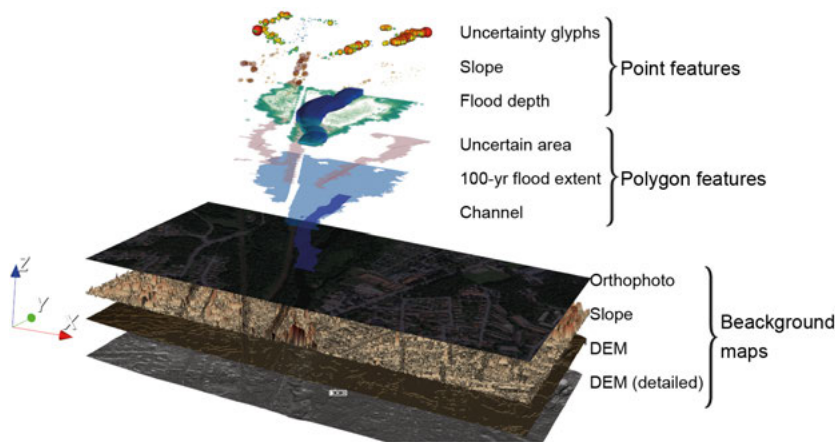 Uncertainty glyphs
Slope
Flood depth
Point features
Uncertain area
100-yr flood extent
Channel
Polygon features
Orthophoto
Slope
DEM
DEM (detailed)
Beackground
maps
Z
Y
X